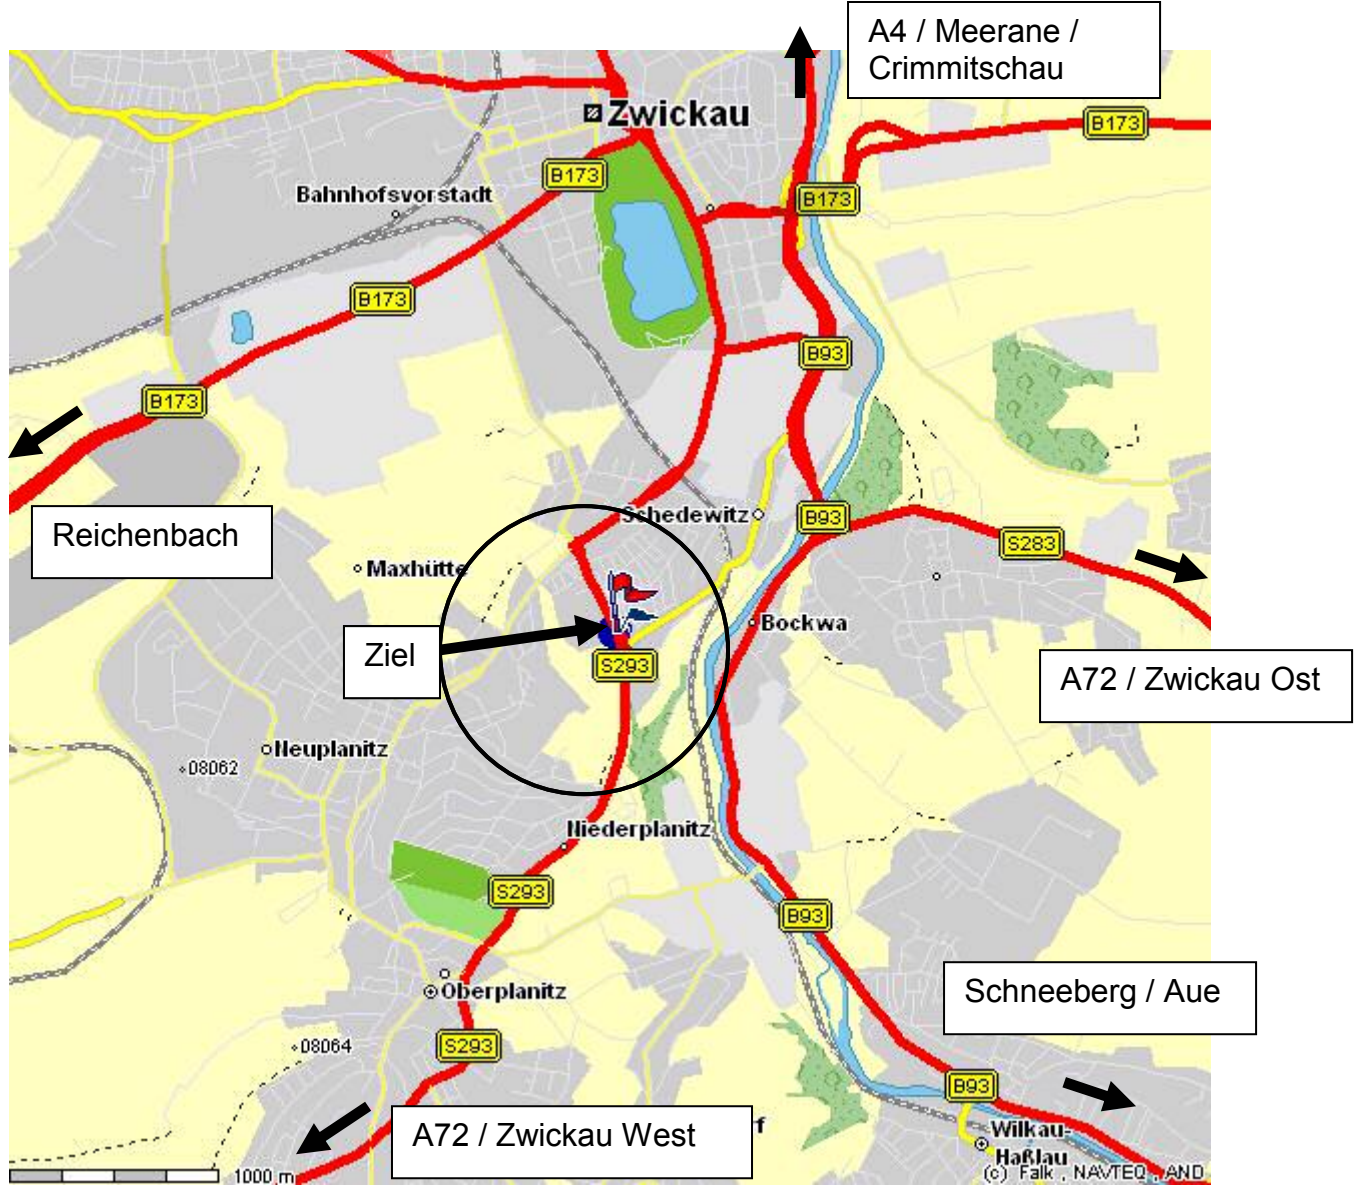 A4 / Meerane /
Crimmitschau
Zwickau
B173
B173
B173
Bahnhofsvorstadt
B173
B173
B93
Reichenbach
Schedewitz
B93
S283
Maxhütte
Ziel
Bockwa
S293
A72 / Zwickau Ost
Neuplanitz
08062
Niederplanitz
S293
B93
Schneeberg / Aue
Oberplanitz
08064
S293
B93
A72 / Zwickau West
f
Wilkau-
Haßlau
1000 m
(c) Falk , NAVTEQ , AND